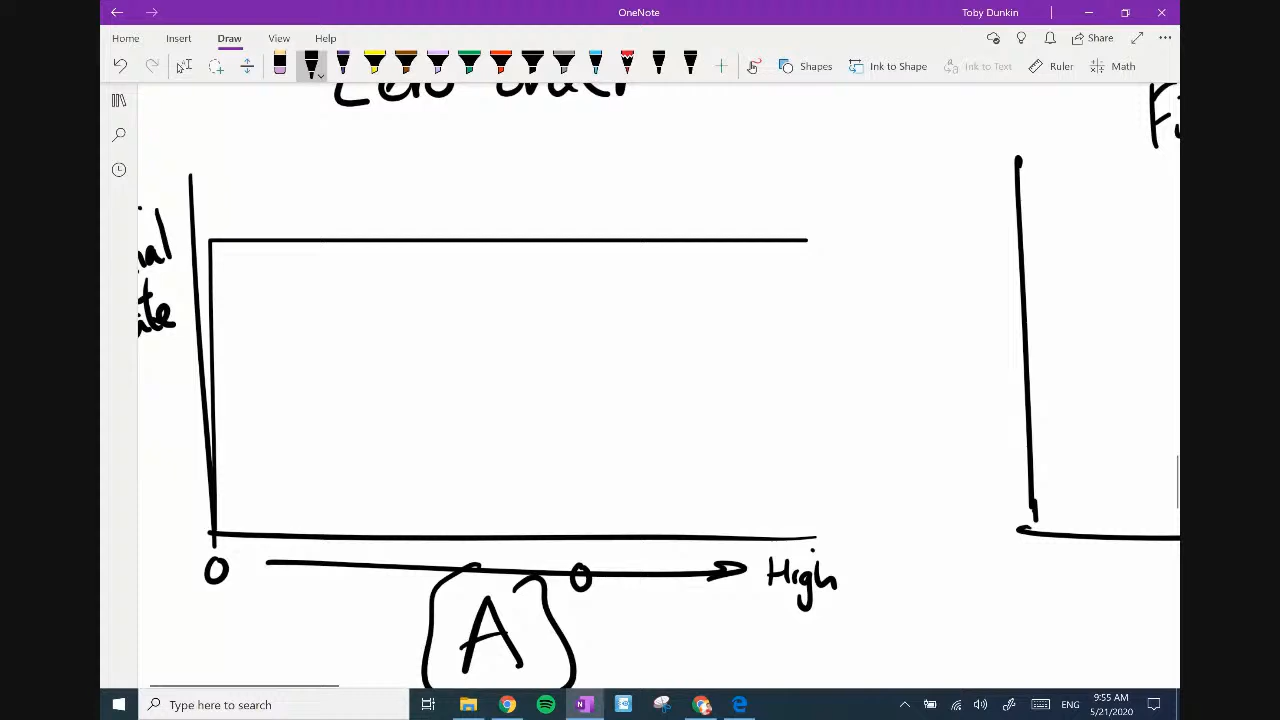 OneNote
Toby Dunkin
Home Insert Draw View Help
Share
Shapes Ink to Shape Ink to Text Ruler Math
0 High
0
A
Type here to search
ENG
9:55 AM
5/21/2020